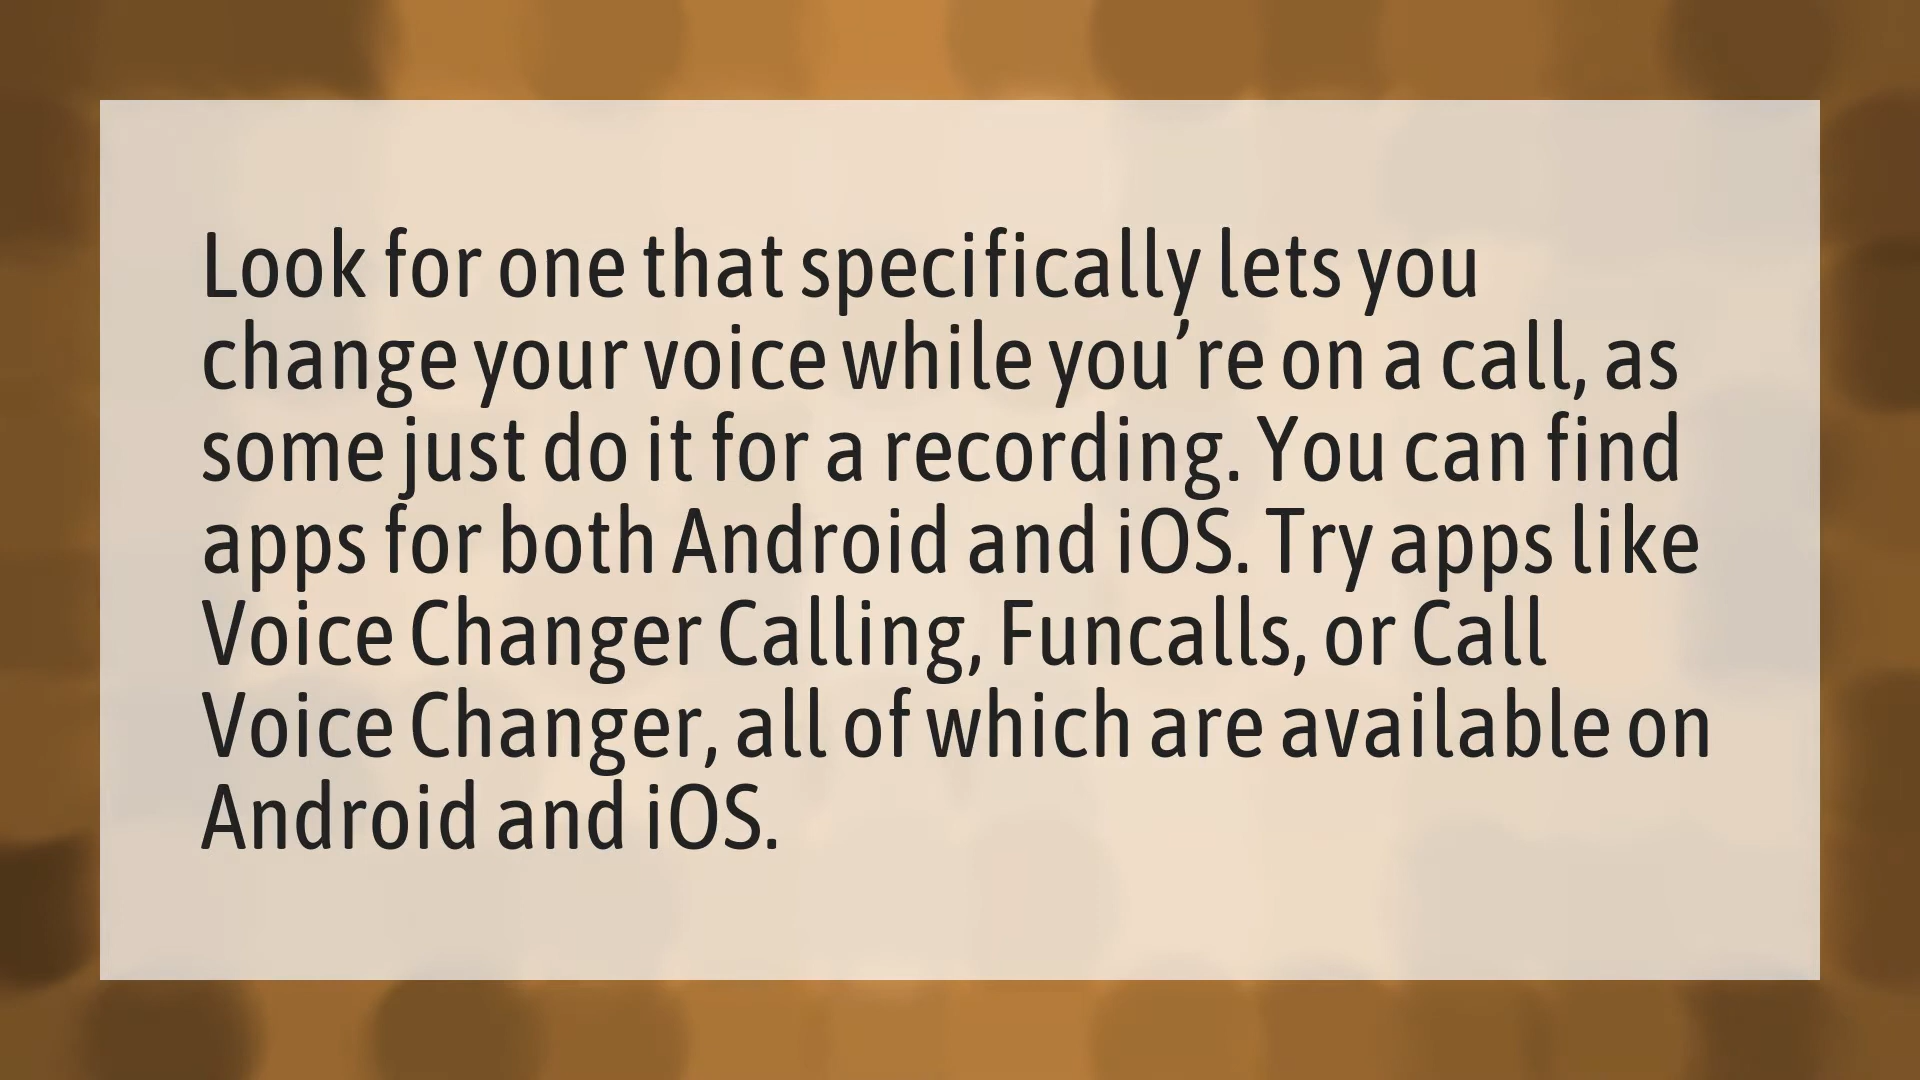 Look for one that specifically lets you
change your voice while you’re on a call, as
some just do it for a recording. You can find
apps for both Android and iOS. Try apps like
Voice Changer Calling, Funcalls, or Call
Voice Changer, all of which are available on
Android and iOS.